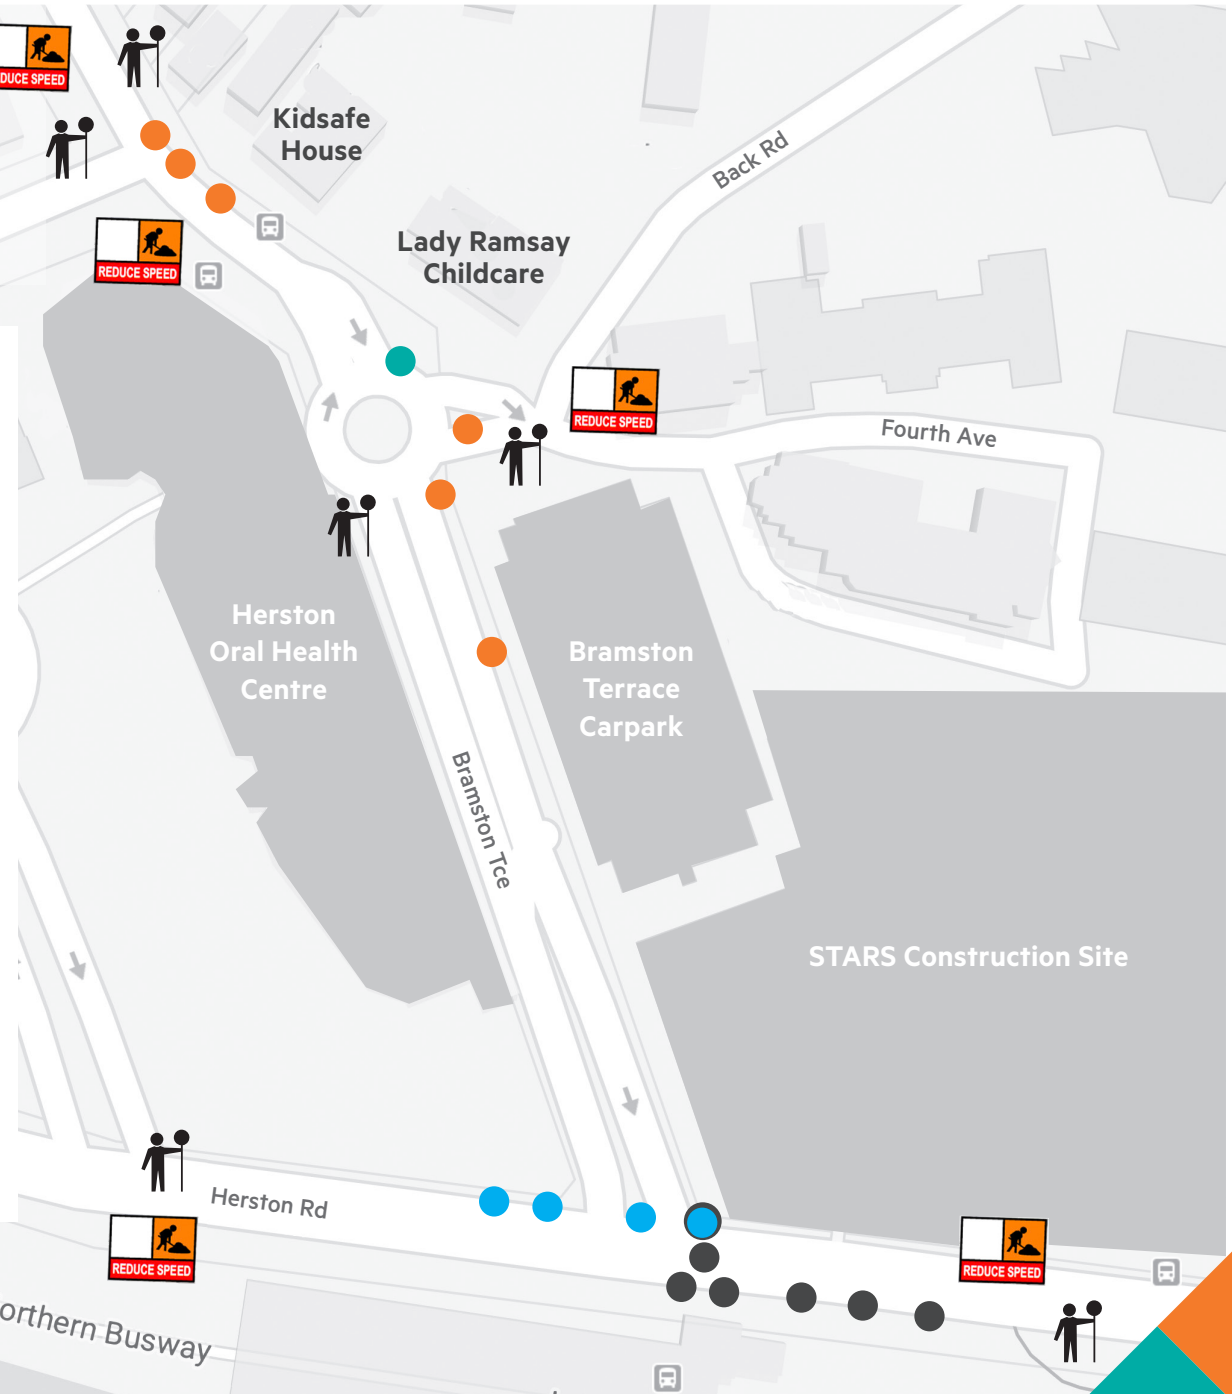 DUCE SPEED
Kidsafe
House
Back Rd
REDUCE SPEED
Lady Ramsay
Childcare
REDUCE SPEED
Fourth Ave
Herston
Oral Health
Centre
Bramston
Terrace
Carpark
Bramston Tce
STARS Construction Site
Herston Rd
REDUCE SPEED
REDUCE SPEED
orthern Busway